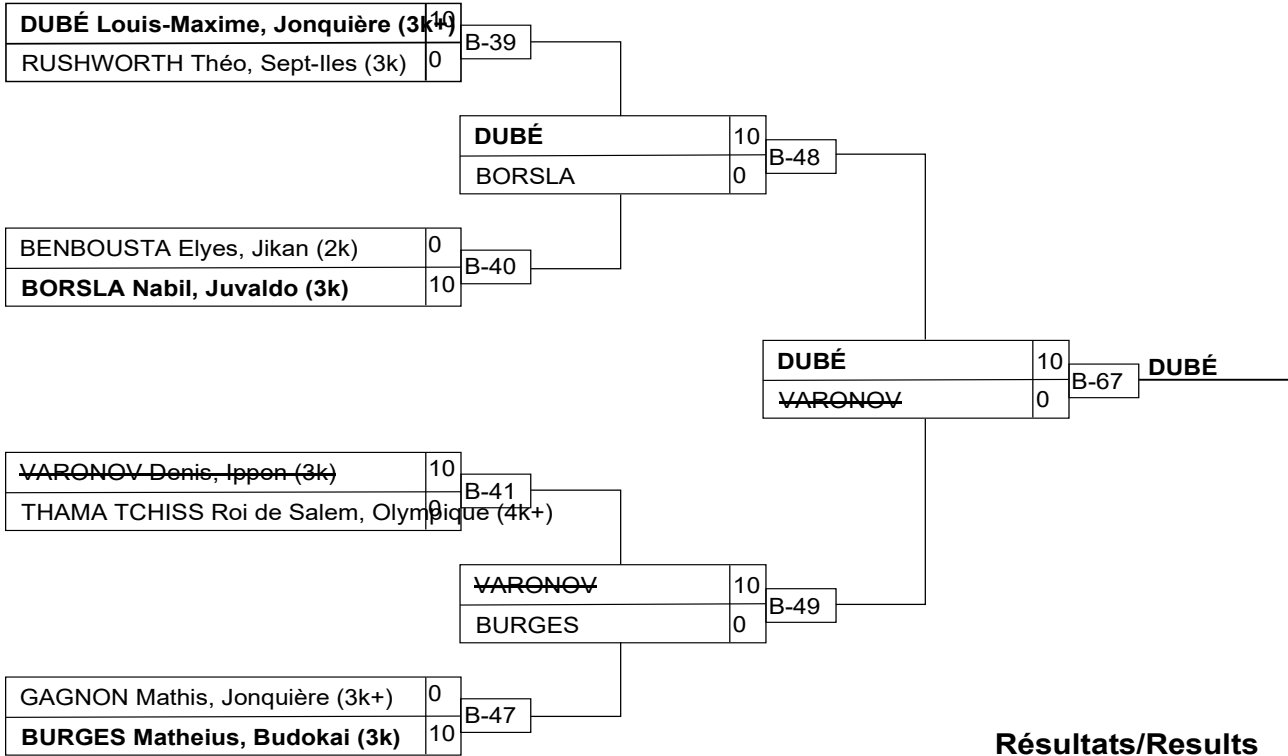 DUBÉ Louis-Maxime, Jonquière (3k+) 10
B-39
RUSHWORTH Théo, Sept-Iles (3k) 0
DUBÉ 10
B-48
BORSLA 0
BENBOUSTA Elyes, Jikan (2k) 0
B-40
BORSLA Nabil, Juvaldo (3k) 10
DUBÉ 10
B-67
DUBÉ
VARONOV 0
VARONOV Denis, Ippon (3k) 10
B-41
THAMA TCHISS Roi de Salem, Olympique (4k+) 0
VARONOV 10
B-49
BURGES 0
GAGNON Mathis, Jonquière (3k+) 0
B-47
BURGES Matheius, Budokai (3k) 10
Résultats/Results